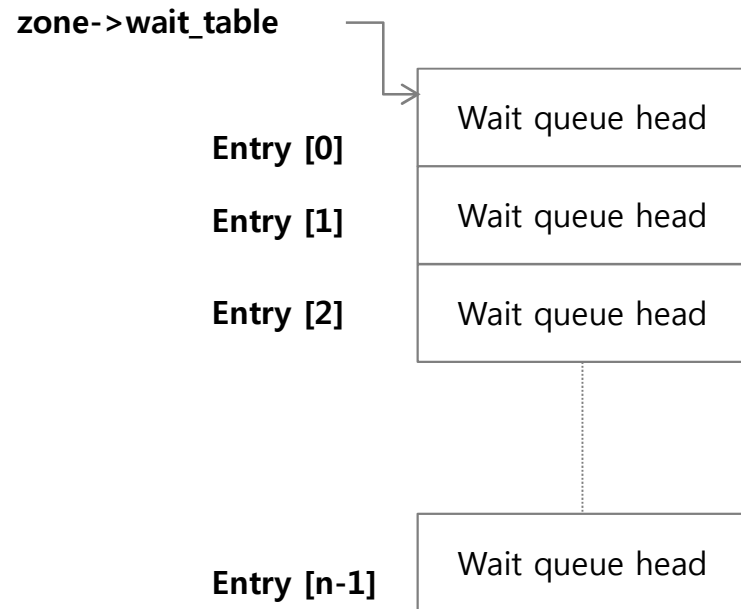 zone->wait_table
Wait queue head
Entry [0]
Wait queue head
Entry [1]
Wait queue head
Entry [2]
Wait queue head
Entry [n-1]